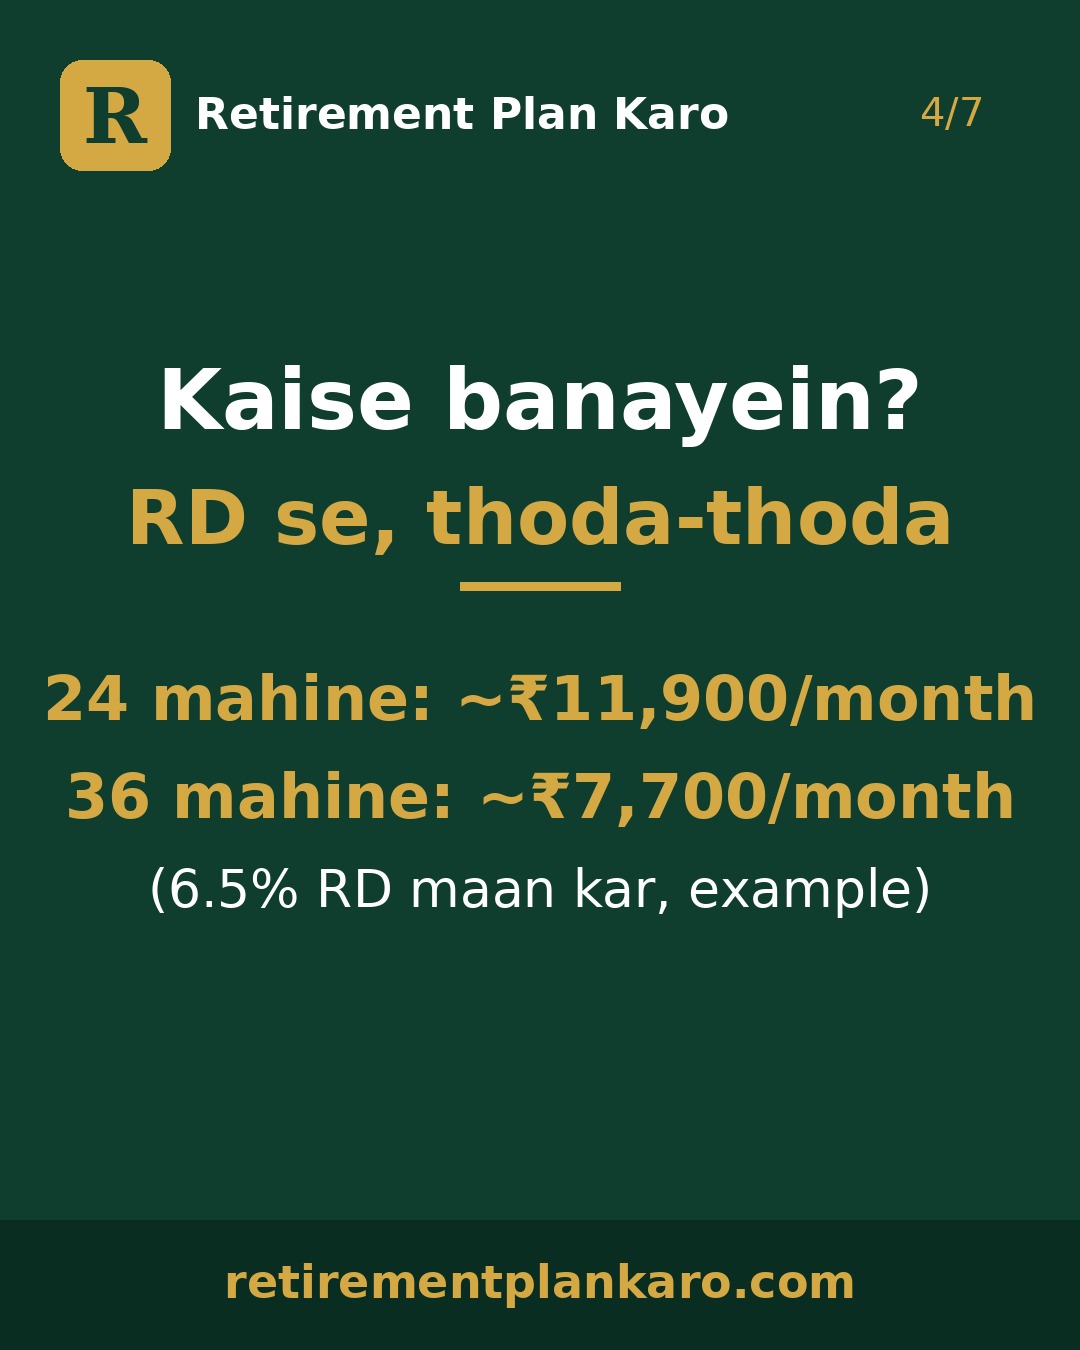 R
Retirement Plan Karo
4/7
Kaise banayein?
RD se, thoda-thoda
24 mahine: ~₹11,900/month
36 mahine: ~₹7,700/month
(6.5% RD maan kar, example)
retirementplankaro.com